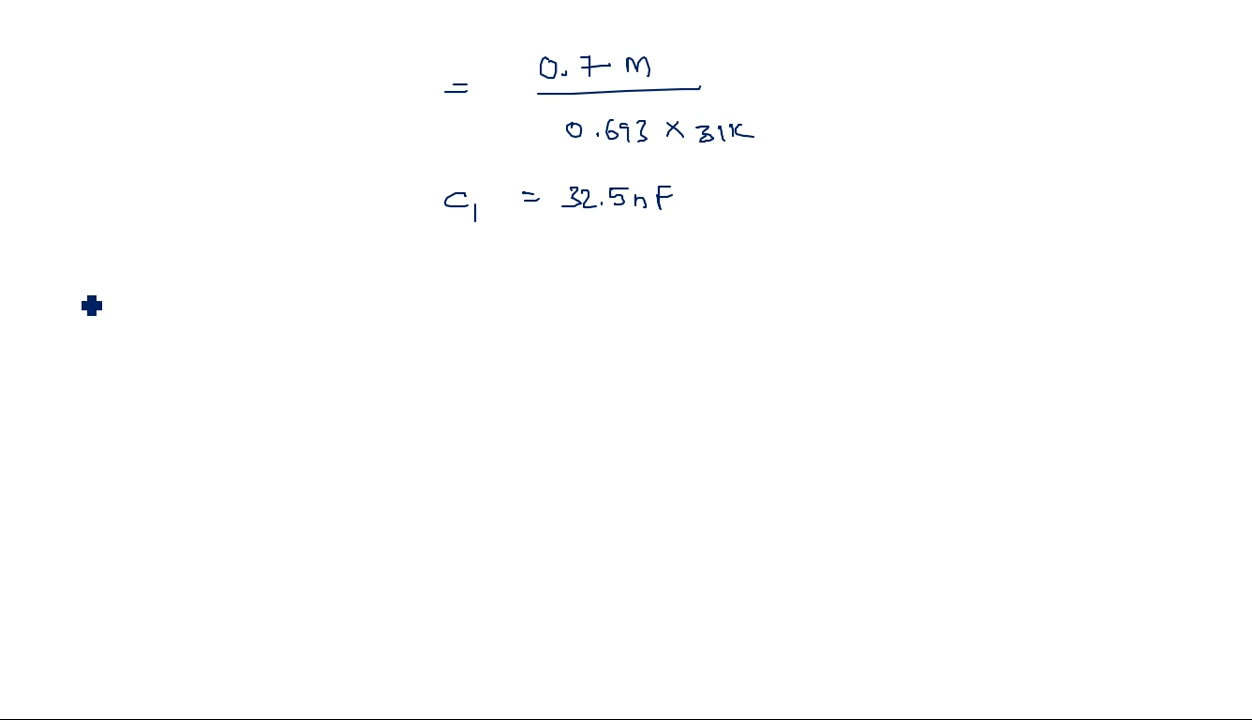 = 0.7 m
0.693 × 31K
C1 = 32.5nF